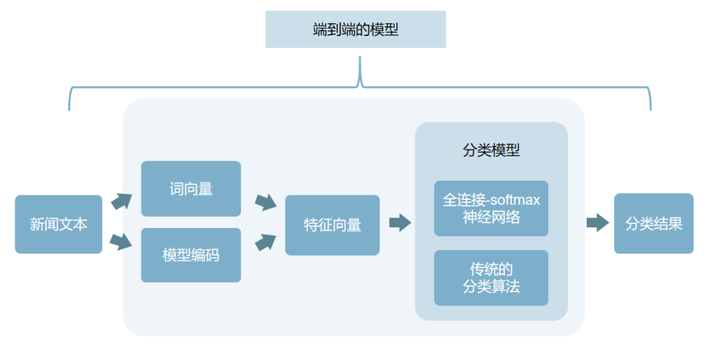 端到端的模型
新闻文本
词向量
模型编码
特征向量
分类模型
全连接-softmax
神经网络
传统的
分类算法
分类结果